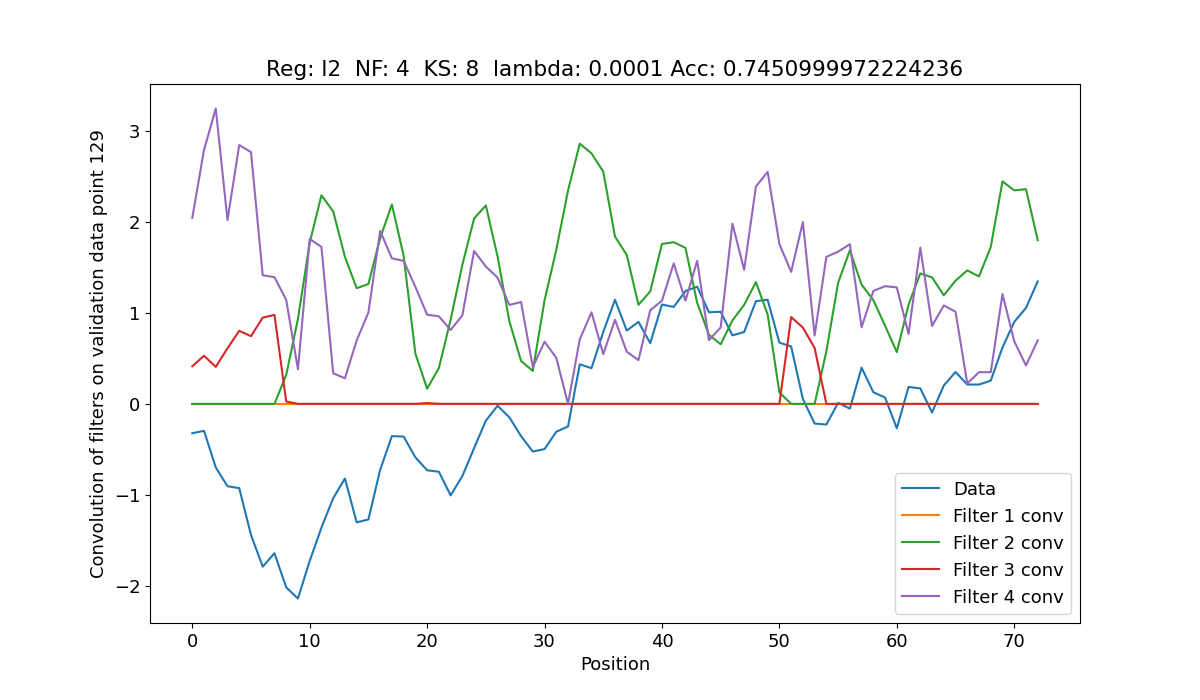 Reg: l2  NF: 4  KS: 8  lambda: 0.0001 Acc: 0.7450999972224236
Convolution of filters on validation data point 129
3
2
1
0
−1
−2
0 10 20 30 40 50 60 70
Position
Data
Filter 1 conv
Filter 2 conv
Filter 3 conv
Filter 4 conv